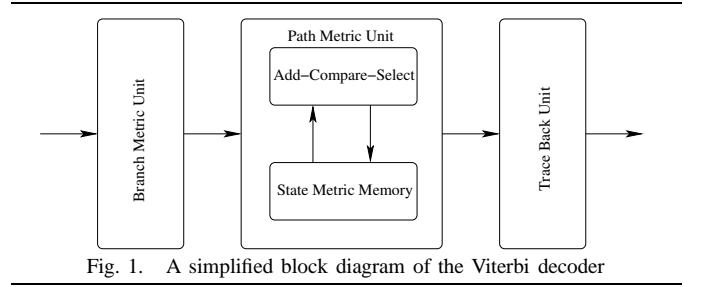 Branch Metric Unit
Path Metric Unit
Add−Compare−Select
State Metric Memory
Trace Back Unit
Fig. 1. A simplified block diagram of the Viterbi decoder